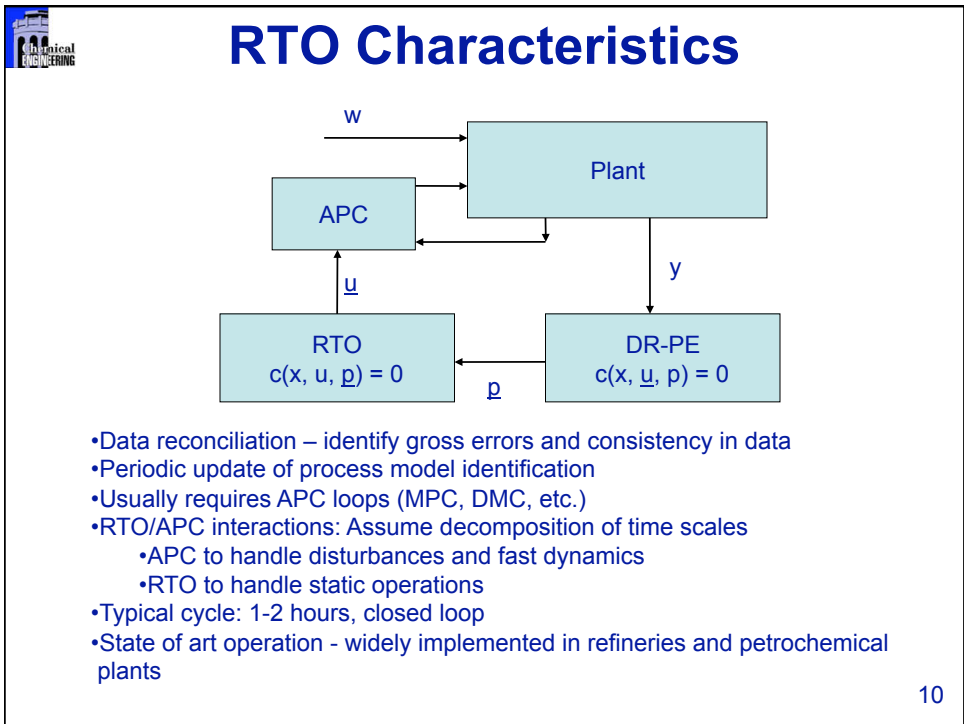 Chemical
ENGINEERING
RTO Characteristics
w
Plant
APC
u
y
RTO
c(x, u, p) = 0
p
DR-PE
c(x, u, p) = 0
•Data reconciliation – identify gross errors and consistency in data
•Periodic update of process model identification
•Usually requires APC loops (MPC, DMC, etc.)
•RTO/APC interactions: Assume decomposition of time scales
•APC to handle disturbances and fast dynamics
•RTO to handle static operations
•Typical cycle: 1-2 hours, closed loop
•State of art operation - widely implemented in refineries and petrochemical
plants
10